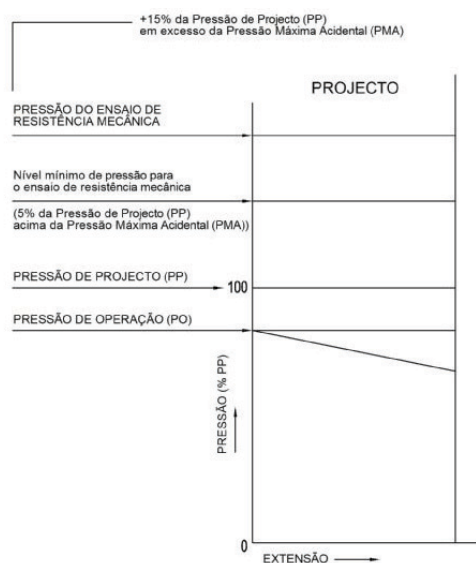 +15% da Pressão de Projecto (PP)
em excesso da Pressão Máxima Acidental (PMA)
PROJECTO
PRESSÃO DO ENSAIO DE
RESISTÊNCIA MECÂNICA
Nível mínimo de pressão para
o ensaio de resistência mecânica
(5% da Pressão de Projecto (PP)
acima da Pressão Máxima Acidental (PMA))
PRESSÃO DE PROJECTO (PP)
100
PRESSÃO DE OPERAÇÃO (PO)
PRESSÃO (% PP)
0
EXTENSÃO